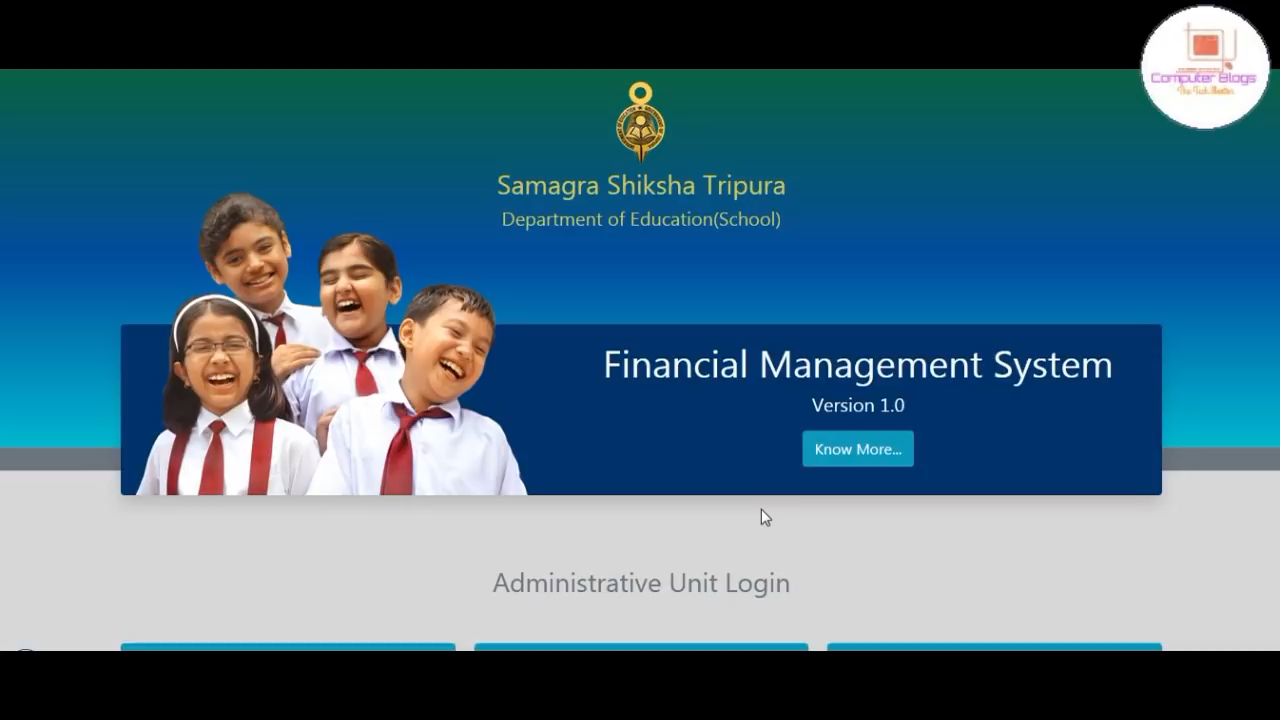 Computer Blogs
Samagra Shiksha Tripura
Department of Education(School)
Financial Management System
Version 1.0
Know More...
Administrative Unit Login